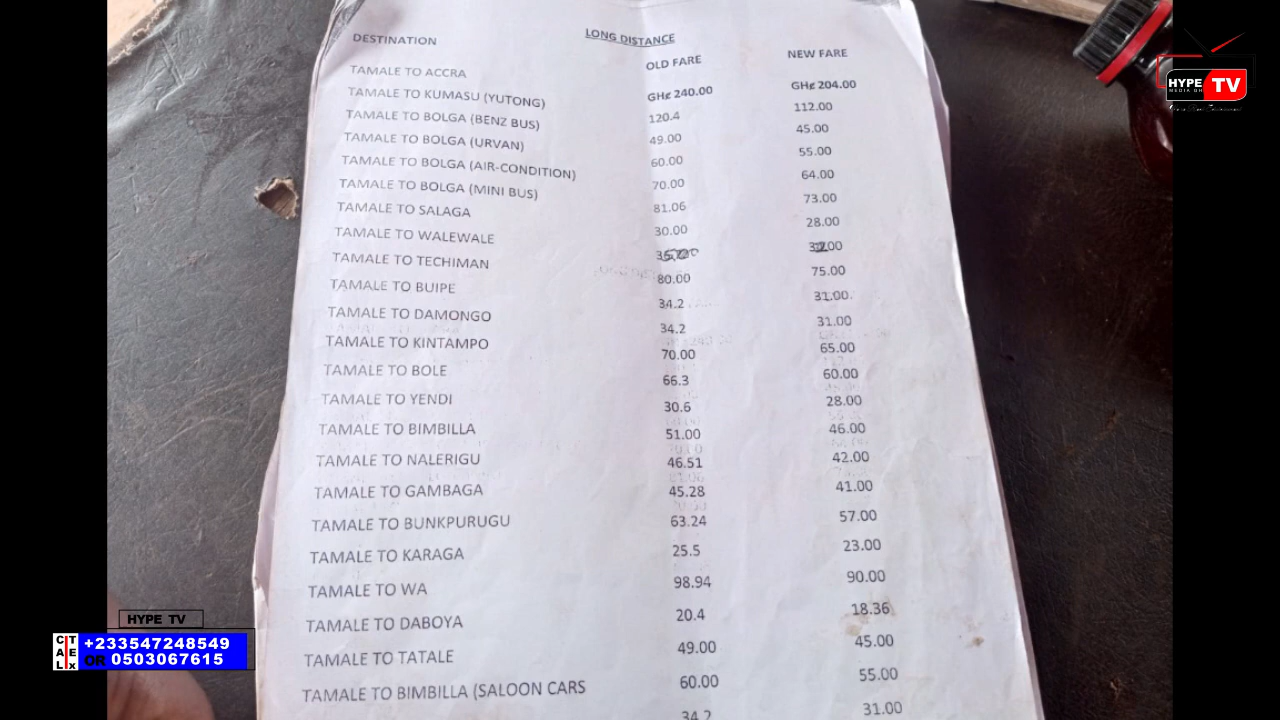 LONG DISTANCE
DESTINATION OLD FARE NEW FARE
TAMALE TO ACCRA GH¢ 240.00 GH¢ 204.00
TAMALE TO KUMASU (YUTONG) 120.4 112.00
TAMALE TO BOLGA (BENZ BUS) 49.00 45.00
TAMALE TO BOLGA (URVAN) 60.00 55.00
TAMALE TO BOLGA (AIR-CONDITION) 70.00 64.00
TAMALE TO BOLGA (MINI BUS) 81.06 73.00
TAMALE TO SALAGA 30.00 28.00
TAMALE TO WALEWALE 32.00
TAMALE TO TECHIMAN 80.00 75.00
TAMALE TO BUIPE 34.2 31.00
TAMALE TO DAMONGO 34.2 31.00
TAMALE TO KINTAMPO 70.00 65.00
TAMALE TO BOLE 66.3 60.00
TAMALE TO YENDI 30.6 28.00
TAMALE TO BIMBILLA 51.00 46.00
TAMALE TO NALERIGU 46.51 42.00
TAMALE TO GAMBAGA 45.28 41.00
TAMALE TO BUNKPURUGU 63.24 57.00
TAMALE TO KARAGA 25.5 23.00
TAMALE TO WA 98.94 90.00
TAMALE TO DABOYA 20.4 18.36
TAMALE TO TATALE 49.00 45.00
TAMALE TO BIMBILLA (SALOON CARS 60.00 55.00
34.2 31.00
HYPE TV
MEDIA GH
HYPE TV
CALL TEX
+233547248549
OR 0503067615